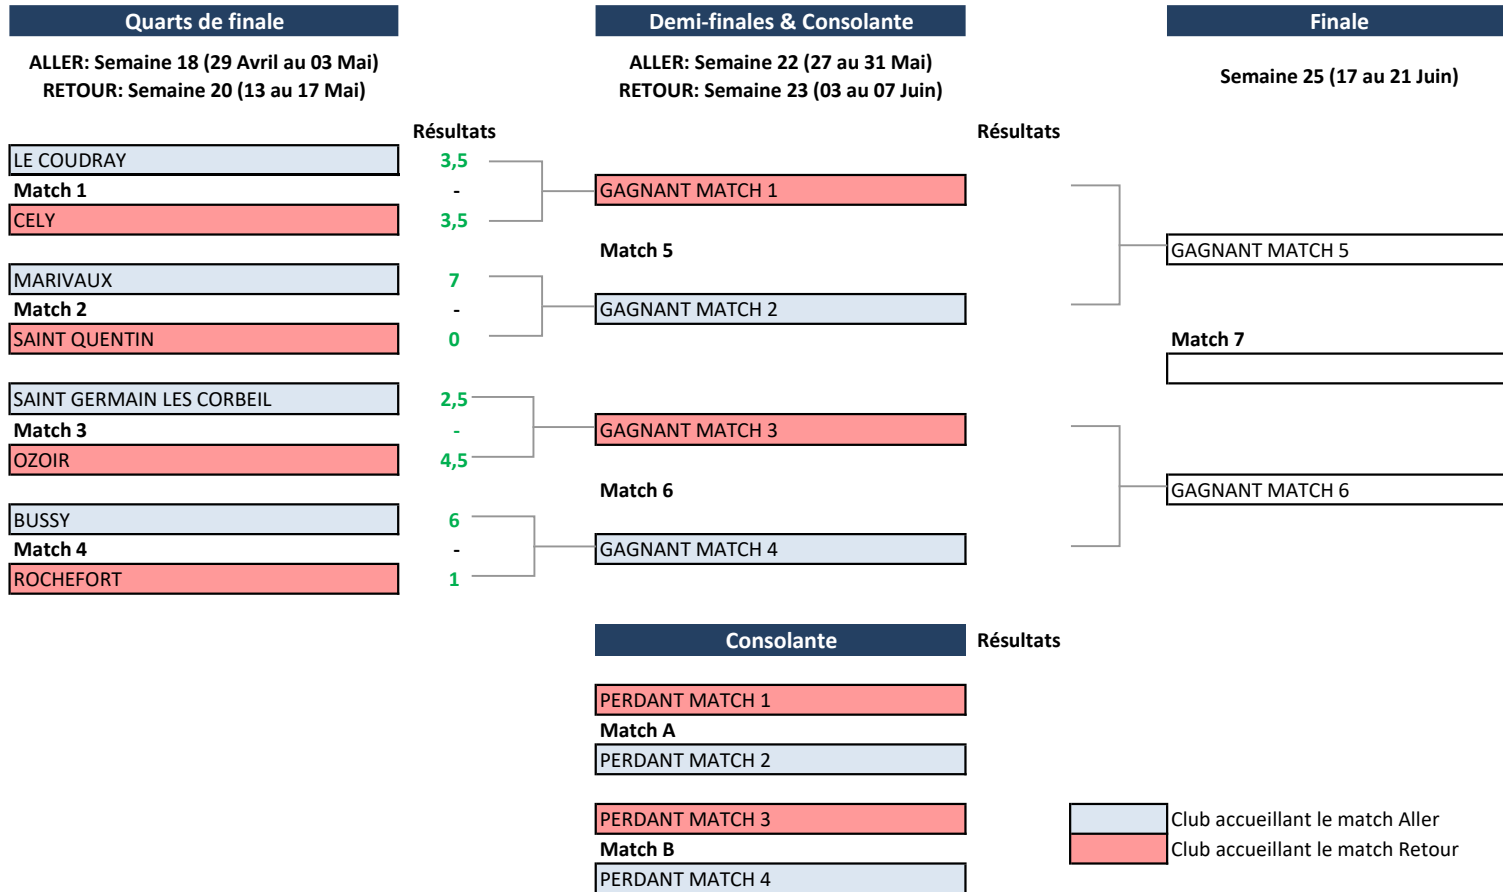 Quarts de finale
ALLER: Semaine 18 (29 Avril au 03 Mai)
RETOUR: Semaine 20 (13 au 17 Mai)
Résultats
LE COUDRAY 3,5
Match 1 -
CELY 3,5
MARIVAUX 7
Match 2 -
SAINT QUENTIN 0
SAINT GERMAIN LES CORBEIL 2,5
Match 3 -
OZOIR 4,5
BUSSY 6
Match 4 -
ROCHEFORT 1
Demi-finales & Consolante
ALLER: Semaine 22 (27 au 31 Mai)
RETOUR: Semaine 23 (03 au 07 Juin)
Résultats
GAGNANT MATCH 1
Match 5
GAGNANT MATCH 2
GAGNANT MATCH 3
Match 6
GAGNANT MATCH 4
Finale
Semaine 25 (17 au 21 Juin)
GAGNANT MATCH 5
Match 7
GAGNANT MATCH 6
Consolante Résultats
PERDANT MATCH 1
Match A
PERDANT MATCH 2
PERDANT MATCH 3
Match B
PERDANT MATCH 4
Club accueillant le match Aller
Club accueillant le match Retour